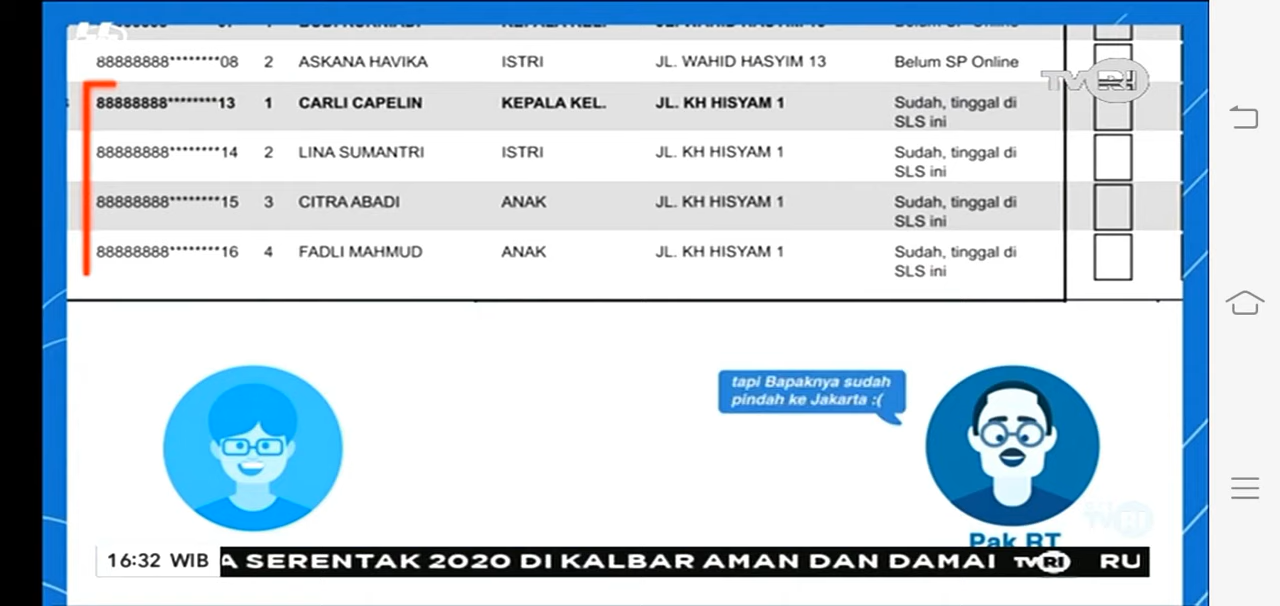 88888888********08 2 ASKANA HAVIKA ISTRI JL. WAHID HASYIM 13 Belum SP Online
TVRI
88888888********13 1 CARLI CAPELIN KEPALA KEL. JL. KH HISYAM 1 Sudah, tinggal di
SLS ini
88888888********14 2 LINA SUMANTRI ISTRI JL. KH HISYAM 1 Sudah, tinggal di
SLS ini
88888888********15 3 CITRA ABADI ANAK JL. KH HISYAM 1 Sudah, tinggal di
SLS ini
88888888********16 4 FADLI MAHMUD ANAK JL. KH HISYAM 1 Sudah, tinggal di
SLS ini
tapi Bapaknya sudah
pindah ke Jakarta :(
TVRI
Pak RT
16:32 WIB A SERENTAK 2020 DI KALBAR AMAN DAN DAMAI TVRI RU